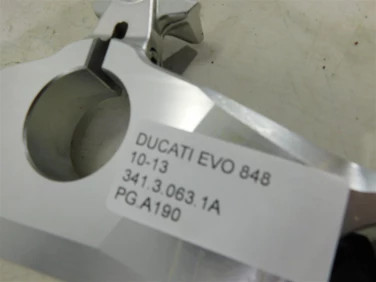 DUCATI EVO 848
10-13
341.3.063.1A
PG.A190